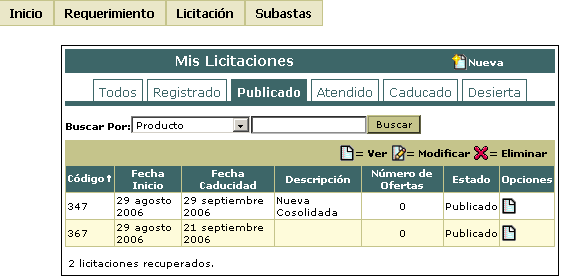 Inicio Requerimiento Licitación Subastas
Mis Licitaciones Nueva
Todos Registrado Publicado Atendido Caducado Desierta
Buscar Por: Producto Buscar
= Ver = Modificar = Eliminar
Código↑ Fecha Inicio Fecha Caducidad Descripción Número de Ofertas Estado Opciones
347 29 agosto 2006 29 septiembre 2006 Nueva Cosolidada 0 Publicado
367 29 agosto 2006 21 septiembre 2006 0 Publicado
2 licitaciones recuperados.